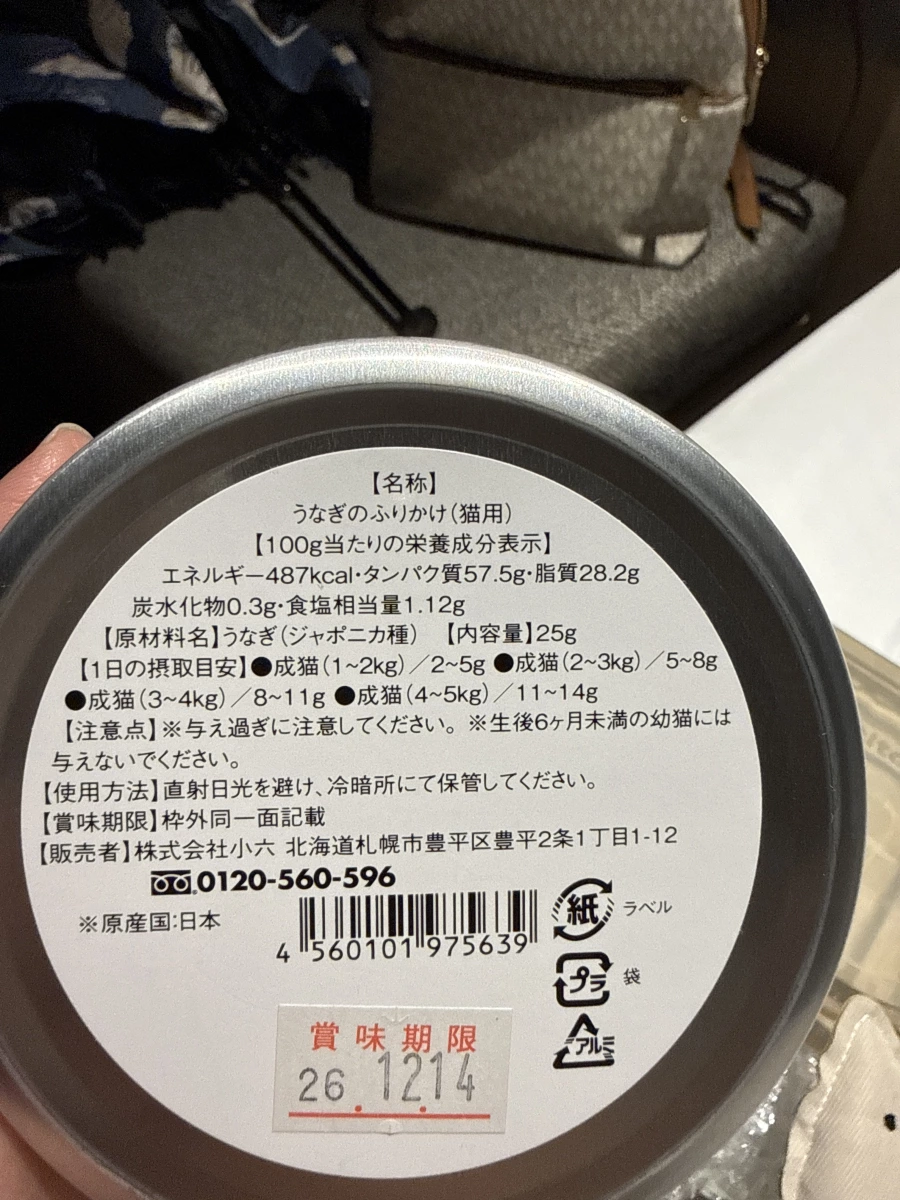 【名称】
うなぎのふりかけ(猫用)
【100g当たりの栄養成分表示】
エネルギー487kcal・タンパク質57.5g・脂質28.2g
炭水化物0.3g・食塩相当量1.12g
【原材料名】うなぎ(ジャポニカ種) 【内容量】25g
【1日の摂取目安】●成猫(1~2kg)/2~5g ●成猫(2~3kg)/5~8g
●成猫(3~4kg)/8~11g ●成猫(4~5kg)/11~14g
【注意点】※与え過ぎに注意してください。※生後6ヶ月未満の幼猫には
与えないでください。
【使用方法】直射日光を避け、冷暗所にて保管してください。
【賞味期限】枠外同一面記載
【販売者】株式会社小六 北海道札幌市豊平区豊平2条1丁目1-12
0120-560-596
※原産国:日本
4 560101 975639
紙 ラベル
プラ 袋
アルミ
賞味期限
26.12.14